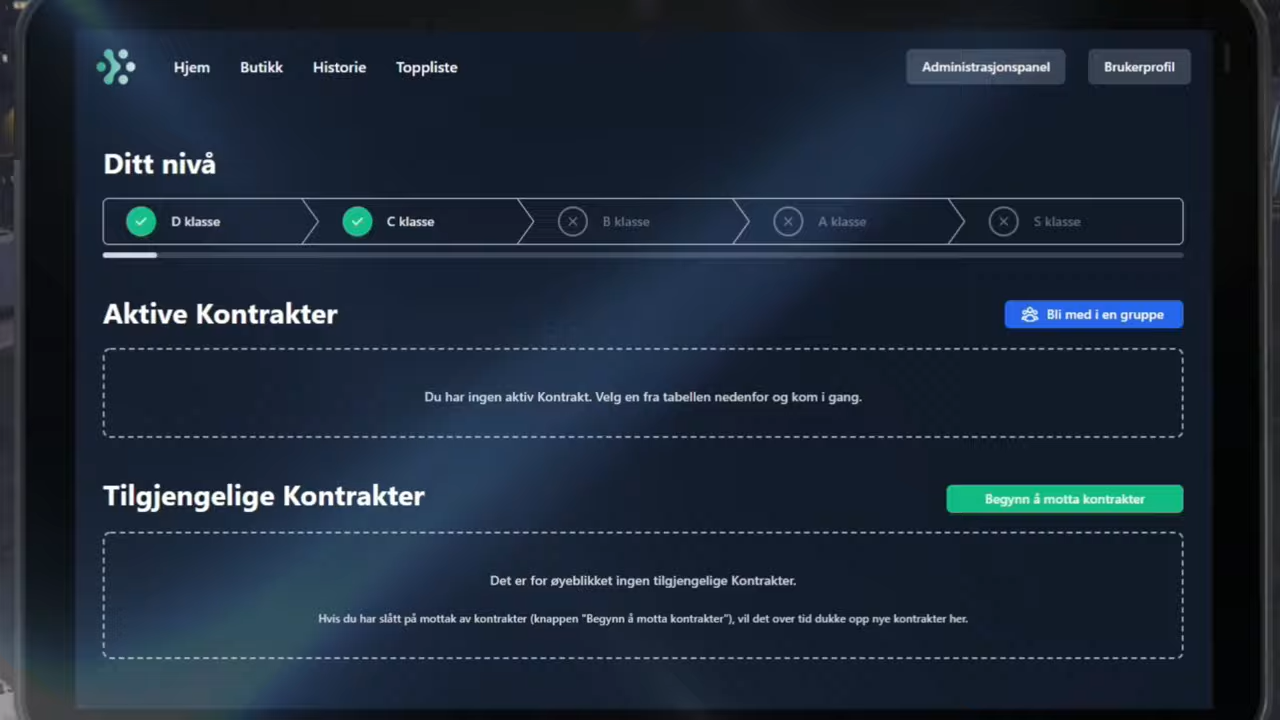 Hjem Butikk Historie Toppliste Administrasjonspanel Brukerprofil
Ditt nivå
D klasse C klasse B klasse A klasse S klasse
Aktive Kontrakter Bli med i en gruppe
Du har ingen aktiv Kontrakt. Velg en fra tabellen nedenfor og kom i gang.
Tilgjengelige Kontrakter Begynn å motta kontrakter
Det er for øyeblikket ingen tilgjengelige Kontrakter.
Hvis du har slått på mottak av kontrakter (knappen "Begynn å motta kontrakter"), vil det over tid dukke opp nye kontrakter her.